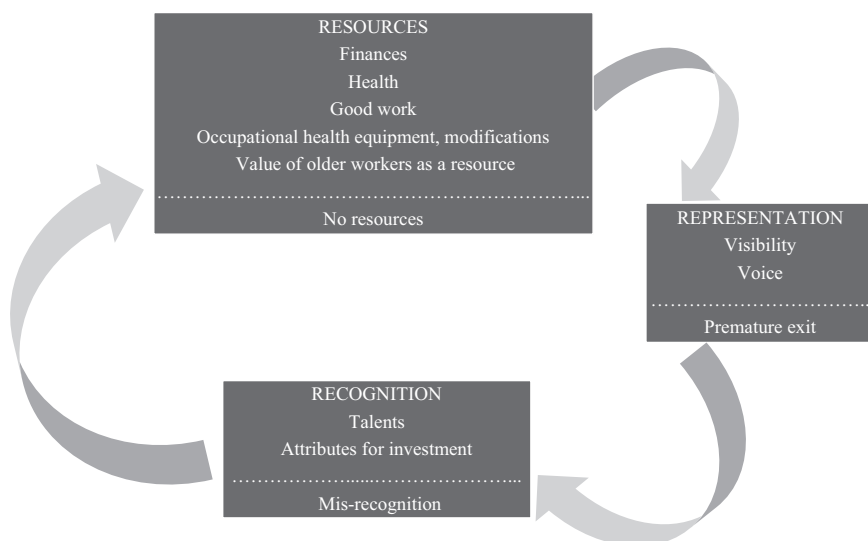 RESOURCES
Finances
Health
Good work
Occupational health equipment, modifications
Value of older workers as a resource
…………………………………………………………...
No resources
REPRESENTATION
Visibility
Voice
……………………………..
Premature exit
RECOGNITION
Talents
Attributes for investment
…………………......……………………...
Mis-recognition